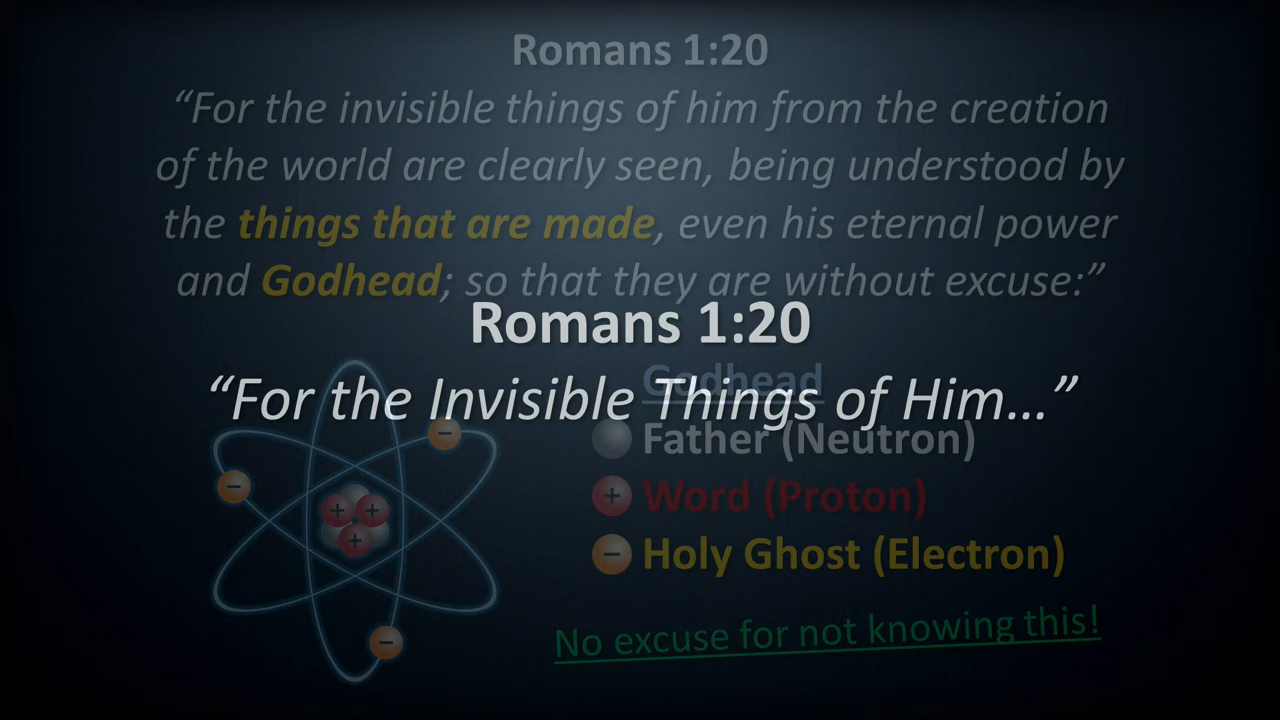 Romans 1:20
“For the invisible things of him from the creation
of the world are clearly seen, being understood by
the things that are made, even his eternal power
and Godhead; so that they are without excuse:”
Romans 1:20
“For the Invisible Things of Him...”
Godhead
Father (Neutron)
+ Word (Proton)
− Holy Ghost (Electron)
No excuse for not knowing this!